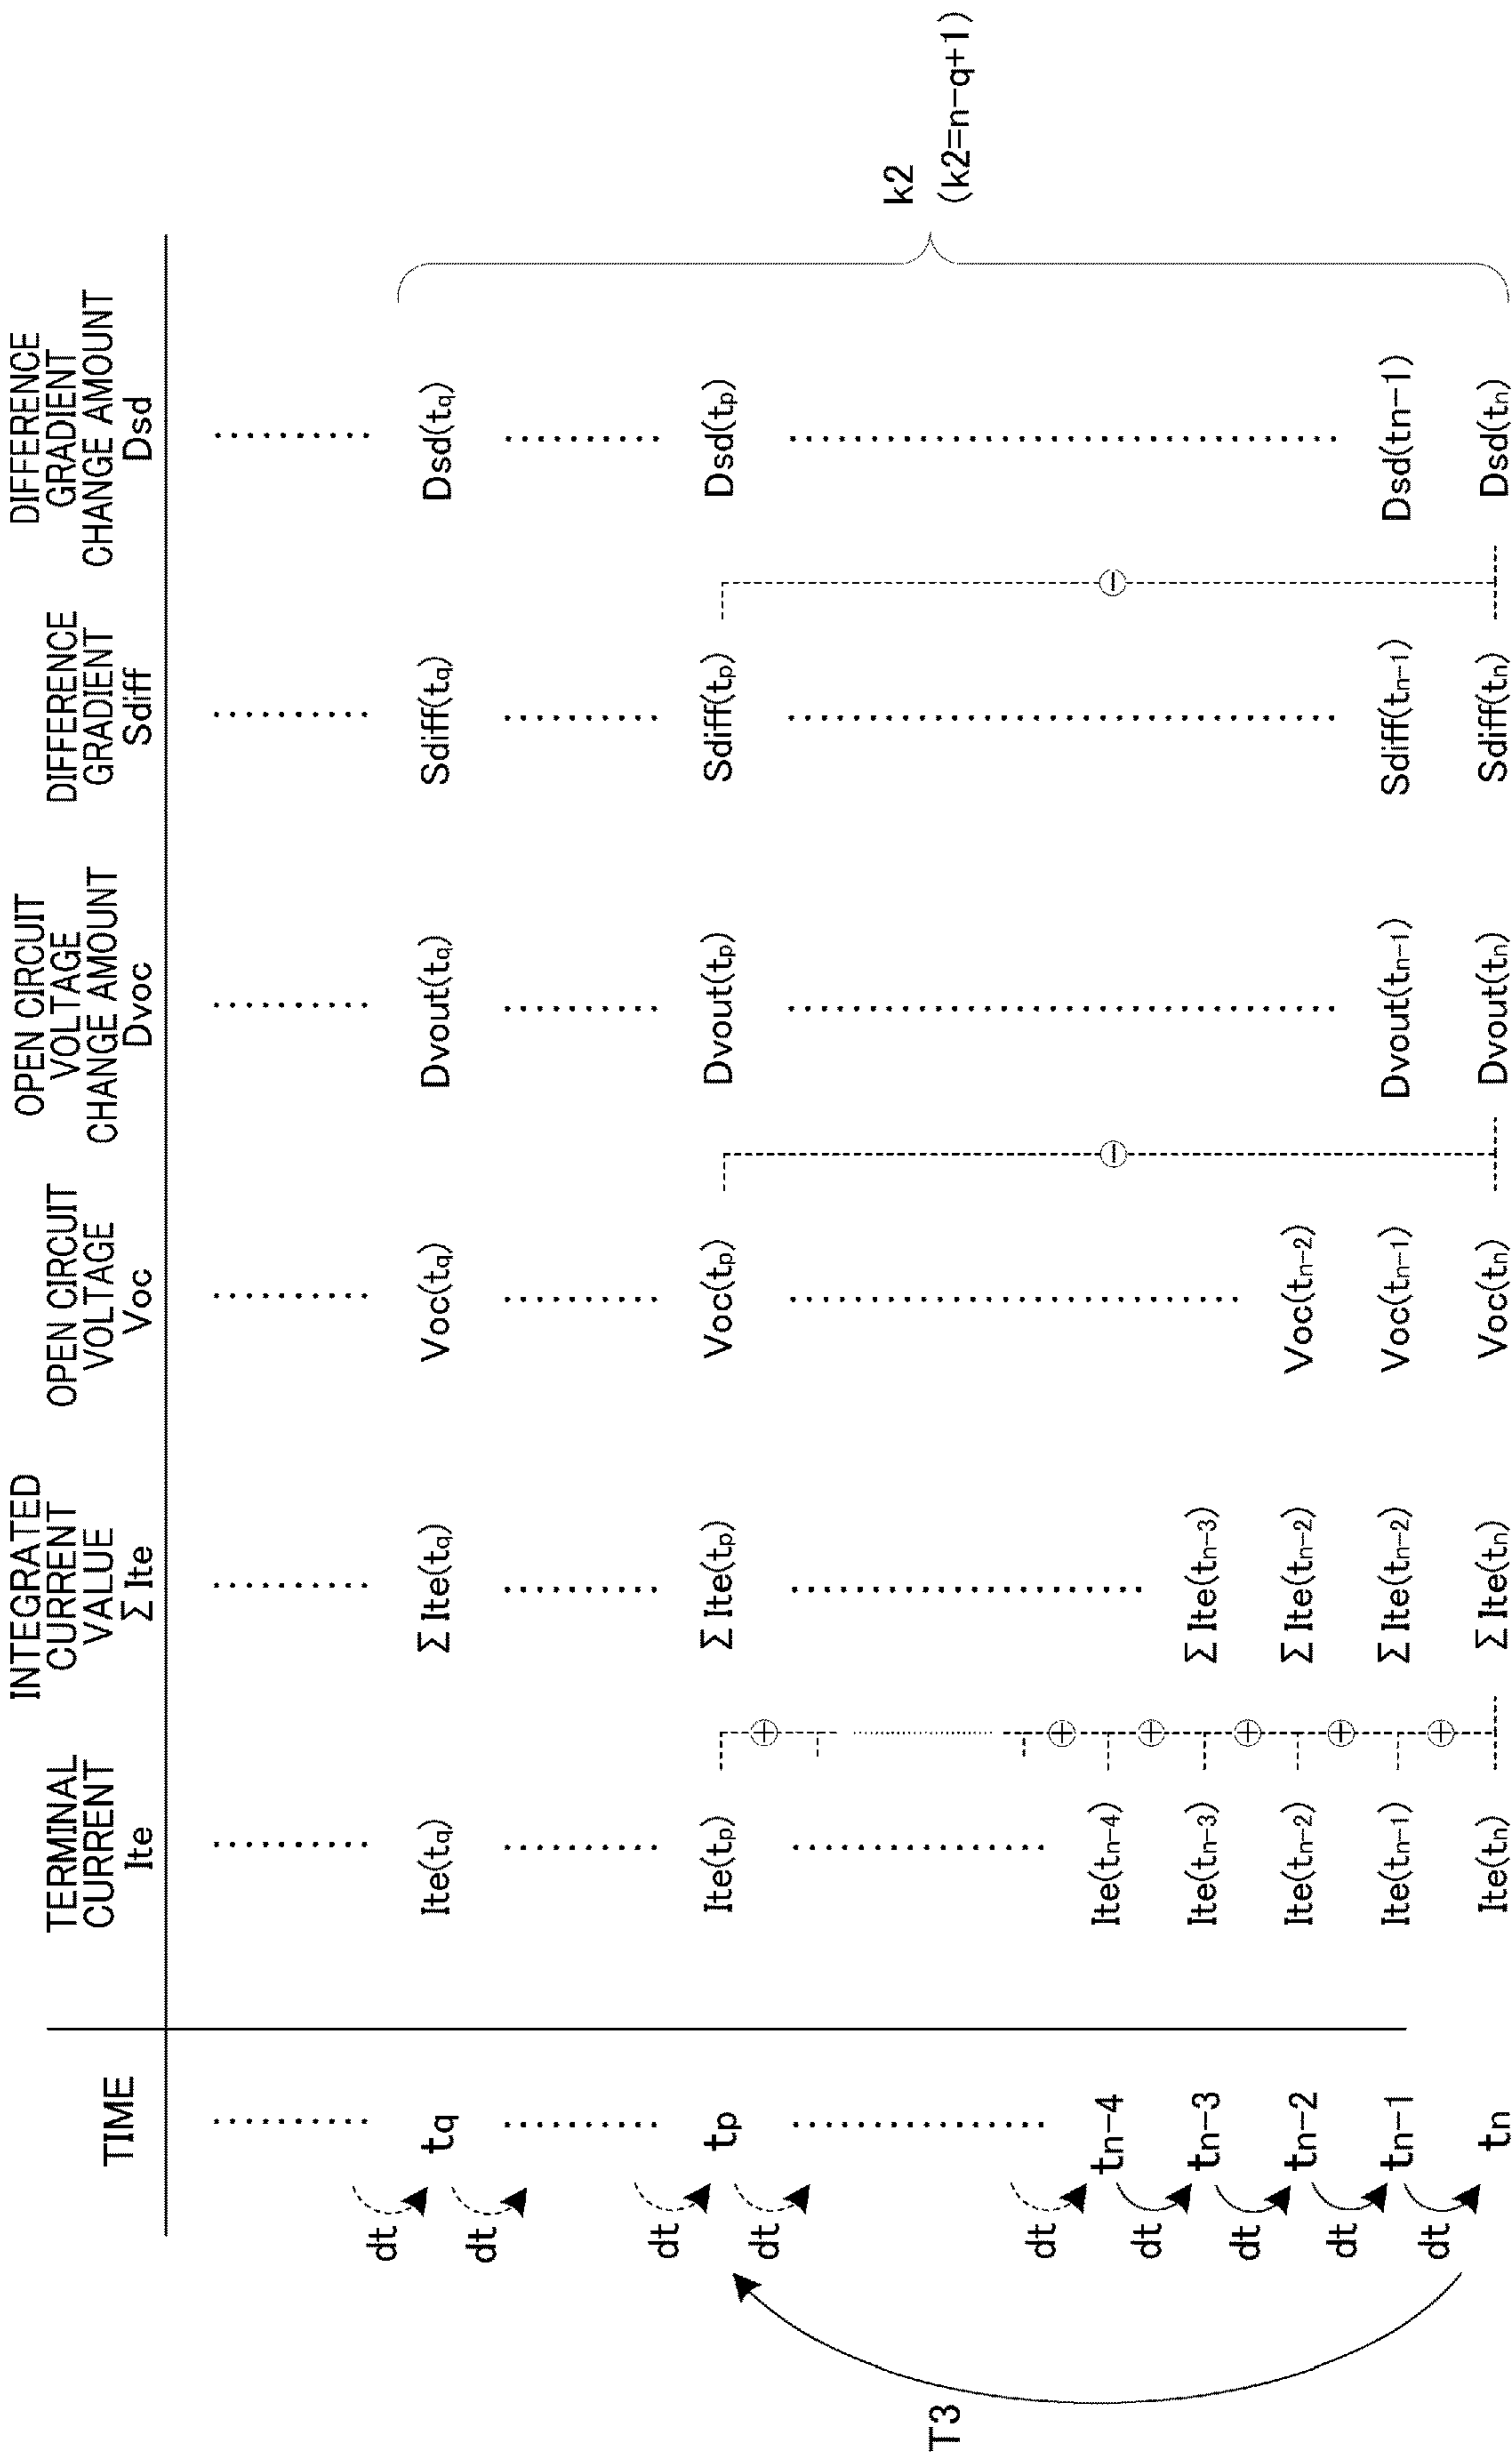 TIME
TERMINAL
CURRENT
Ite
INTEGRATED
CURRENT
VALUE
Σ Ite
OPEN CIRCUIT
VOLTAGE
Voc
OPEN CIRCUIT
VOLTAGE
CHANGE AMOUNT
Dvoc
DIFFERENCE
GRADIENT
Sdiff
DIFFERENCE
GRADIENT
CHANGE AMOUNT
Dsd
dt
tq Ite(tq) Σ Ite(tq) Voc(tq) Dvout(tq) Sdiff(tq) Dsd(tq)
dt
dt
tp Ite(tp) Σ Ite(tp) Voc(tp) Dvout(tp) Sdiff(tp) Dsd(tp)
dt
T3
k2
(k2=n-q+1)
dt
tn-4 Ite(tn-4)
dt
tn-3 Ite(tn-3) Σ Ite(tn-3)
dt
tn-2 Ite(tn-2) Σ Ite(tn-2) Voc(tn-2)
dt
tn-1 Ite(tn-1) Σ Ite(tn-2) Voc(tn-1) Dvout(tn-1) Sdiff(tn-1) Dsd(tn-1)
dt
tn Ite(tn) Σ Ite(tn) Voc(tn) Dvout(tn) Sdiff(tn) Dsd(tn)